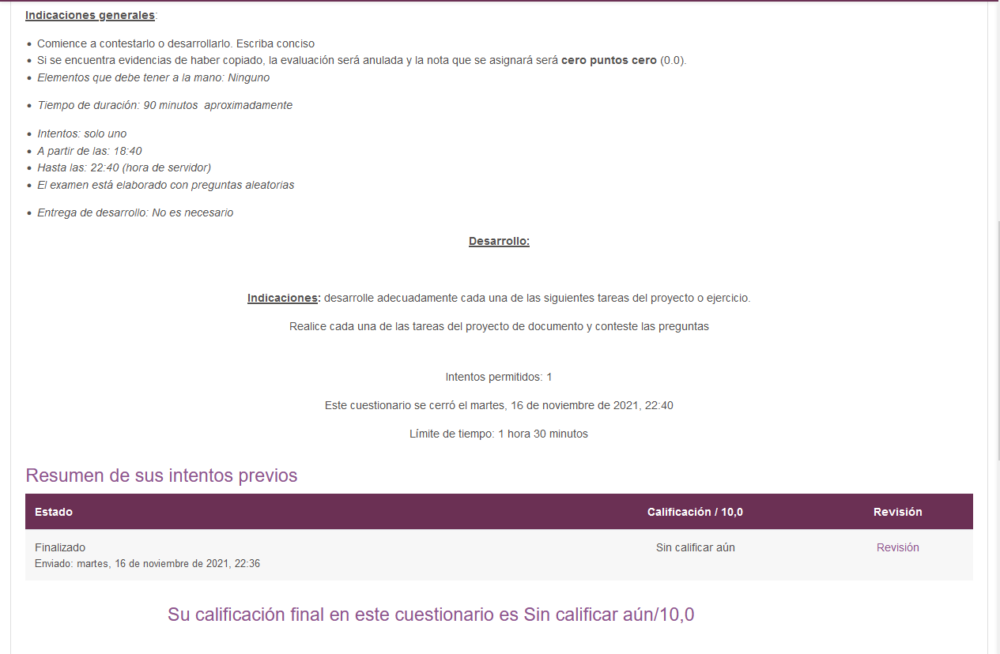 Indicaciones generales:
Comience a contestarlo o desarrollarlo. Escriba conciso
Si se encuentra evidencias de haber copiado, la evaluación será anulada y la nota que se asignará será cero puntos cero (0.0).
Elementos que debe tener a la mano: Ninguno
Tiempo de duración: 90 minutos aproximadamente
Intentos: solo uno
A partir de las: 18:40
Hasta las: 22:40 (hora de servidor)
El examen está elaborado con preguntas aleatorias
Entrega de desarrollo: No es necesario
Desarrollo:
Indicaciones: desarrolle adecuadamente cada una de las siguientes tareas del proyecto o ejercicio.
Realice cada una de las tareas del proyecto de documento y conteste las preguntas
Intentos permitidos: 1
Este cuestionario se cerró el martes, 16 de noviembre de 2021, 22:40
Límite de tiempo: 1 hora 30 minutos
Resumen de sus intentos previos
Estado Calificación / 10,0 Revisión
Finalizado Sin calificar aún Revisión
Enviado: martes, 16 de noviembre de 2021, 22:36
Su calificación final en este cuestionario es Sin calificar aún/10,0